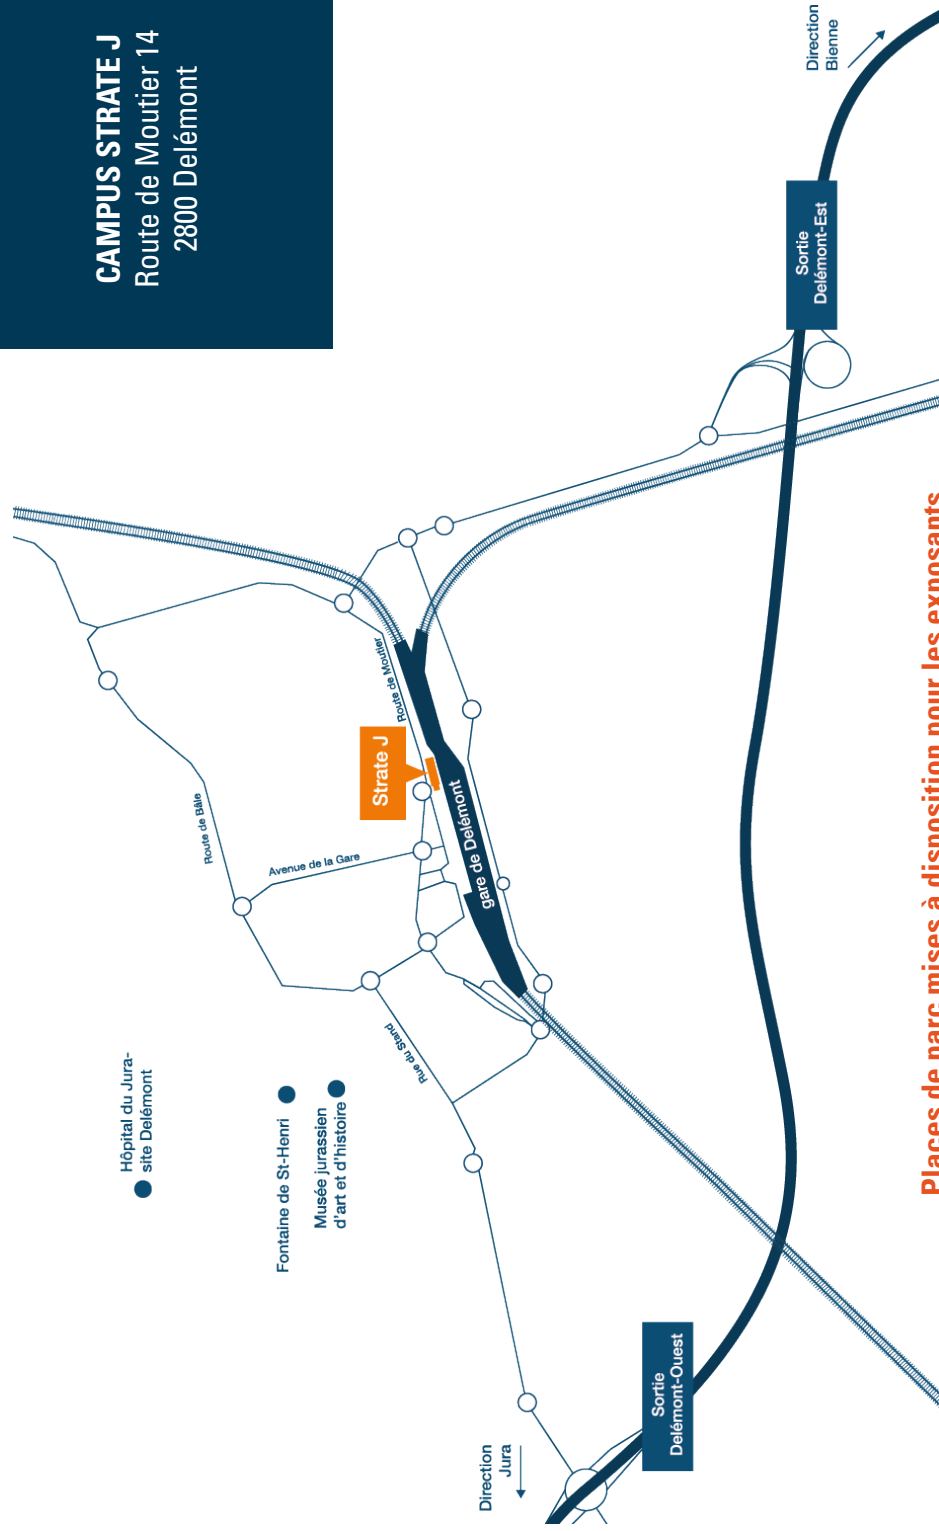 CAMPUS STRATE J
Route de Moutier 14
2800 Delémont
Direction
Bienne
Sortie
Delémont-Est
Route de Moutier
Strate J
gare de Delémont
Route de Bâle
Avenue de la Gare
Rue du Stand
Hôpital du Jura-
site Delémont
Fontaine de St-Henri
Musée jurassien
d'art et d'histoire
Sortie
Delémont-Ouest
Direction
Jura
Places de parc mises à disposition pour les exposants